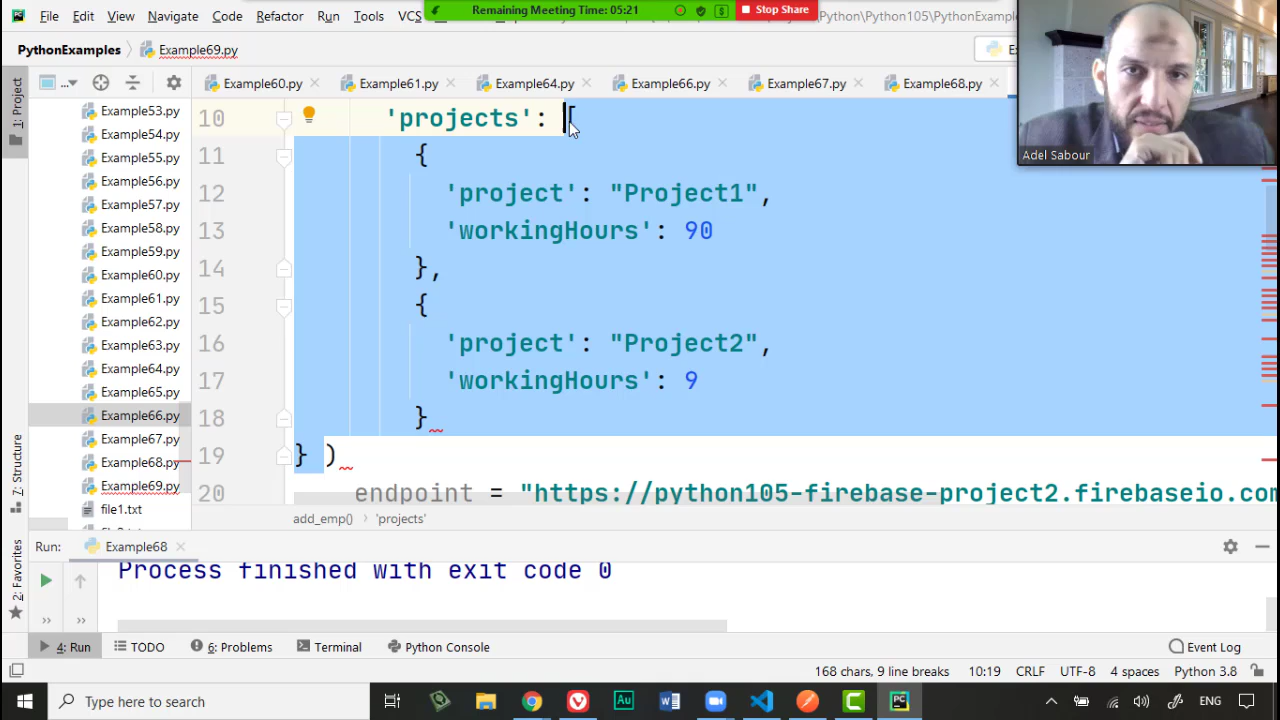 Remaining Meeting Time: 05:21
Stop Share
File Edit View Navigate Code Refactor Run Tools VCS
\Python\Python105\PythonExam
PythonExamples Example69.py
Example60.py Example61.py Example64.py Example66.py Example67.py Example68.py
Adel Sabour
1: Project
Example53.py
Example54.py
Example55.py
Example56.py
Example57.py
Example58.py
Example59.py
Example60.py
Example61.py
Example62.py
Example63.py
Example64.py
Example65.py
Example66.py
Example67.py
Example68.py
Example69.py
file1.txt
10 'projects': [
11 {
12 'project': "Project1",
13 'workingHours': 90
14 },
15 {
16 'project': "Project2",
17 'workingHours': 9
18 }
19 } )
20 endpoint = "https://python105-firebase-project2.firebaseio.com
add_emp() 'projects'
Z: Structure
2: Favorites
Run: Example68
Process finished with exit code 0
4: Run TODO 6: Problems Terminal Python Console Event Log
168 chars, 9 line breaks 10:19 CRLF UTF-8 4 spaces Python 3.8
Type here to search
ENG